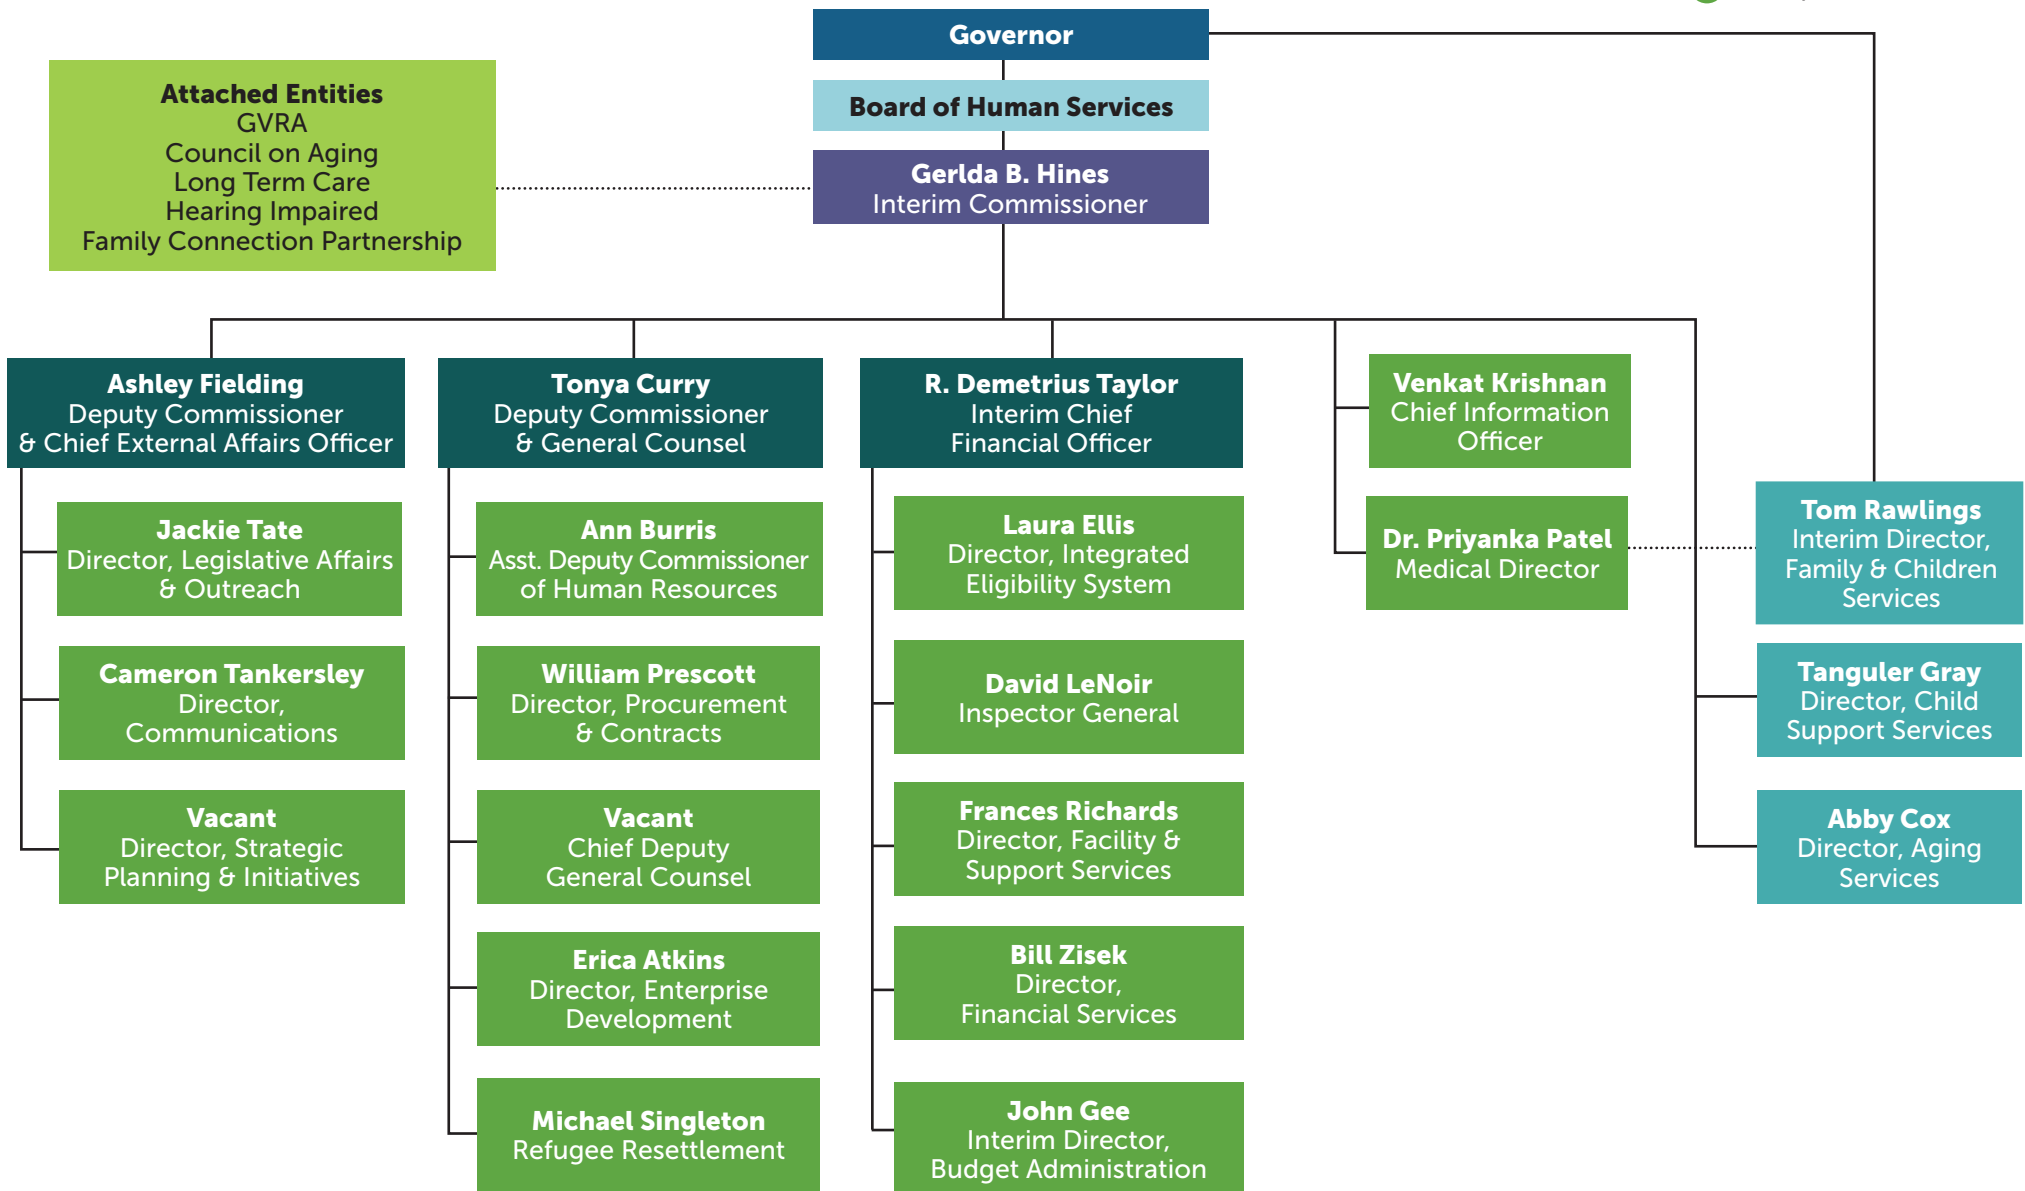 Governor
Board of Human Services
Gerlda B. Hines
Interim Commissioner
Attached Entities
GVRA
Council on Aging
Long Term Care
Hearing Impaired
Family Connection Partnership
Ashley Fielding
Deputy Commissioner
& Chief External Affairs Officer
Jackie Tate
Director, Legislative Affairs
& Outreach
Cameron Tankersley
Director,
Communications
Vacant
Director, Strategic
Planning & Initiatives
Tonya Curry
Deputy Commissioner
& General Counsel
Ann Burris
Asst. Deputy Commissioner
of Human Resources
William Prescott
Director, Procurement
& Contracts
Vacant
Chief Deputy
General Counsel
Erica Atkins
Director, Enterprise
Development
Michael Singleton
Refugee Resettlement
R. Demetrius Taylor
Interim Chief
Financial Officer
Laura Ellis
Director, Integrated
Eligibility System
David LeNoir
Inspector General
Frances Richards
Director, Facility &
Support Services
Bill Zisek
Director,
Financial Services
John Gee
Interim Director,
Budget Administration
Venkat Krishnan
Chief Information
Officer
Dr. Priyanka Patel
Medical Director
Tom Rawlings
Interim Director,
Family & Children
Services
Tanguler Gray
Director, Child
Support Services
Abby Cox
Director, Aging
Services